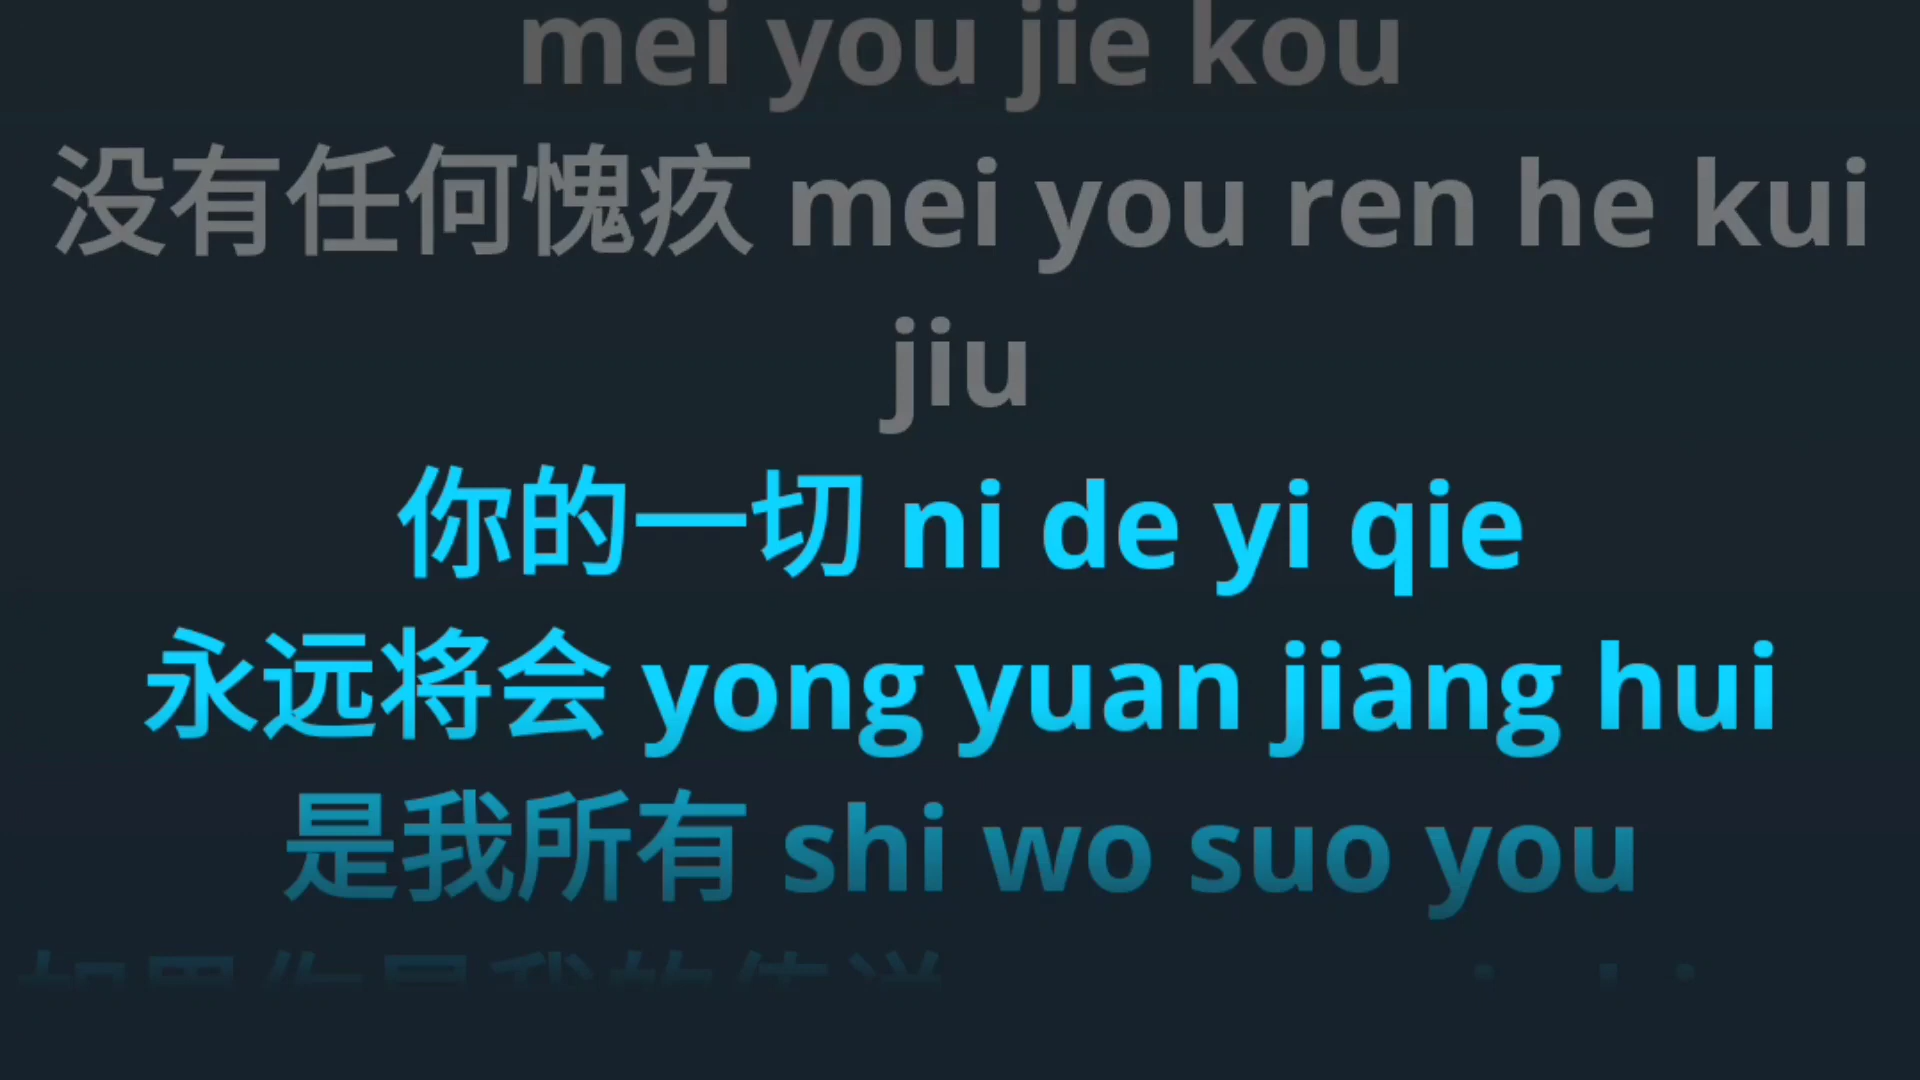 mei you jie kou
没有任何愧疚 mei you ren he kui
jiu
你的一切 ni de yi qie
永远将会 yong yuan jiang hui
是我所有 shi wo suo you